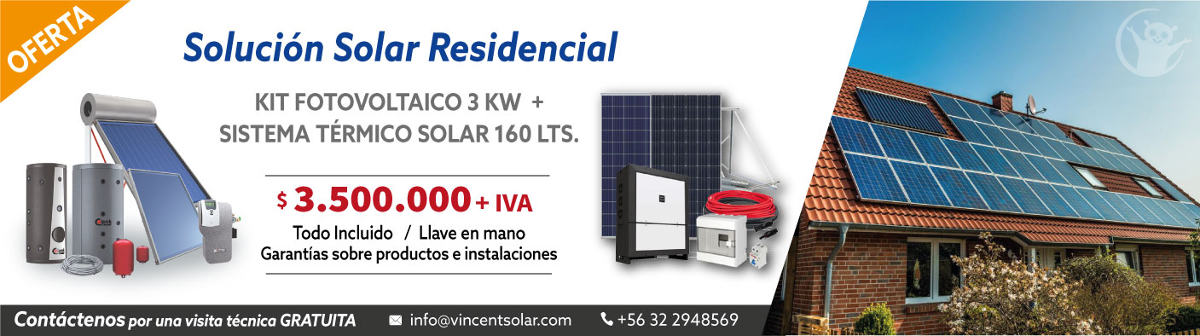 OFERTA
Solución Solar Residencial
KIT FOTOVOLTAICO 3 KW +
SISTEMA TÉRMICO SOLAR 160 LTS.
$ 3.500.000 + IVA
Todo Incluido / Llave en mano
Garantías sobre productos e instalaciones
Contáctenos por una visita técnica GRATUITA info@vincentsolar.com +56 32 2948569